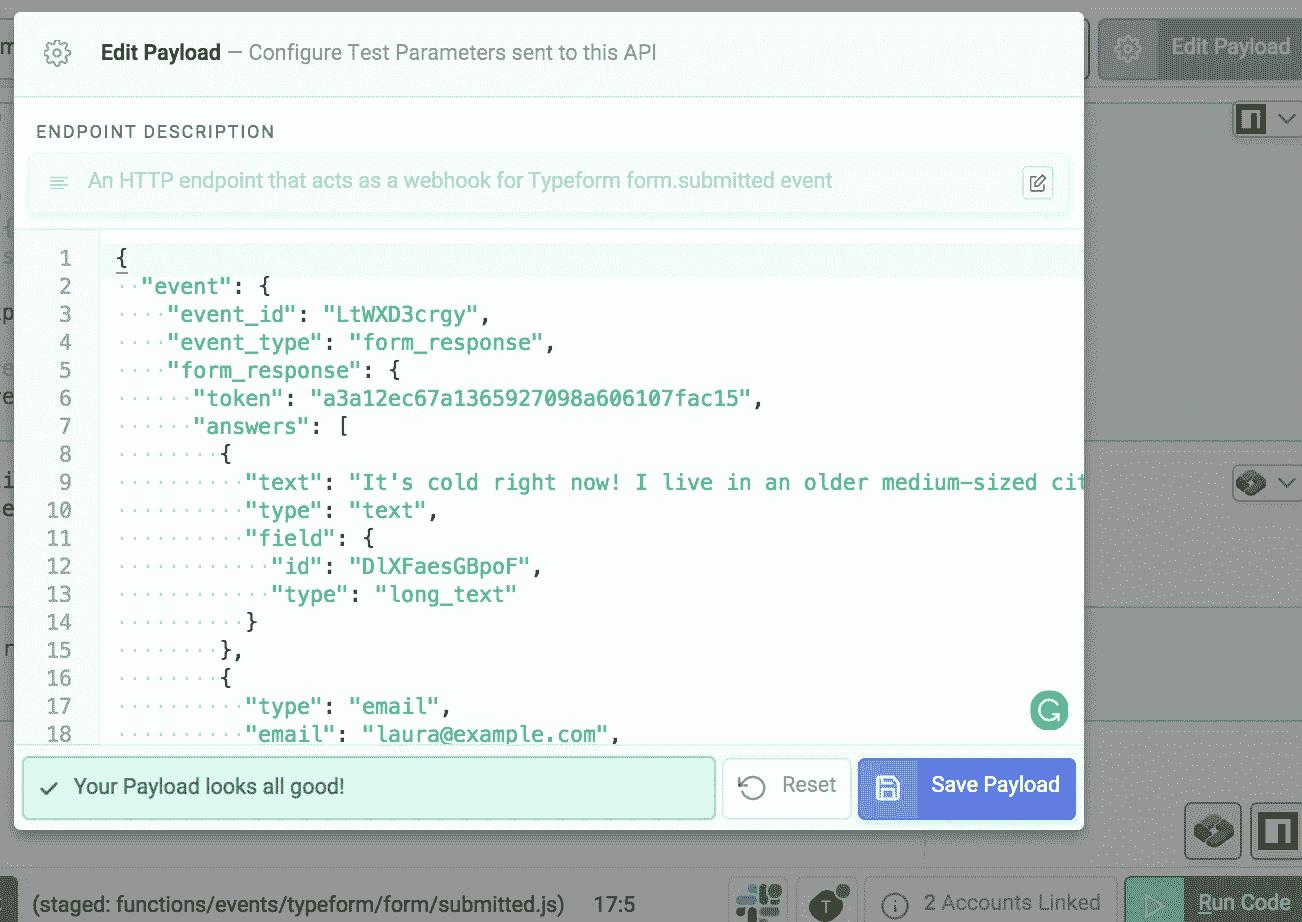 Edit Payload — Configure Test Parameters sent to this API
Edit Payload
ENDPOINT DESCRIPTION
An HTTP endpoint that acts as a webhook for Typeform form.submitted event
1 {
2 ··"event": {
3 ····"event_id": "LtWXD3crgy",
4 ····"event_type": "form_response",
5 ····"form_response": {
6 ······"token": "a3a12ec67a1365927098a606107fac15",
7 ······"answers": [
8 ········{
9 ··········"text": "It's cold right now! I live in an older medium-sized cit
10 ··········"type": "text",
11 ··········"field": {
12 ············"id": "DlXFaesGBpoF",
13 ············"type": "long_text"
14 ··········}
15 ········},
16 ········{
17 ··········"type": "email",
18 ··········"email": "laura@example.com",
Your Payload looks all good!
Reset
Save Payload
(staged: functions/events/typeform/form/submitted.js)
17:5
T
2 Accounts Linked
Run Code